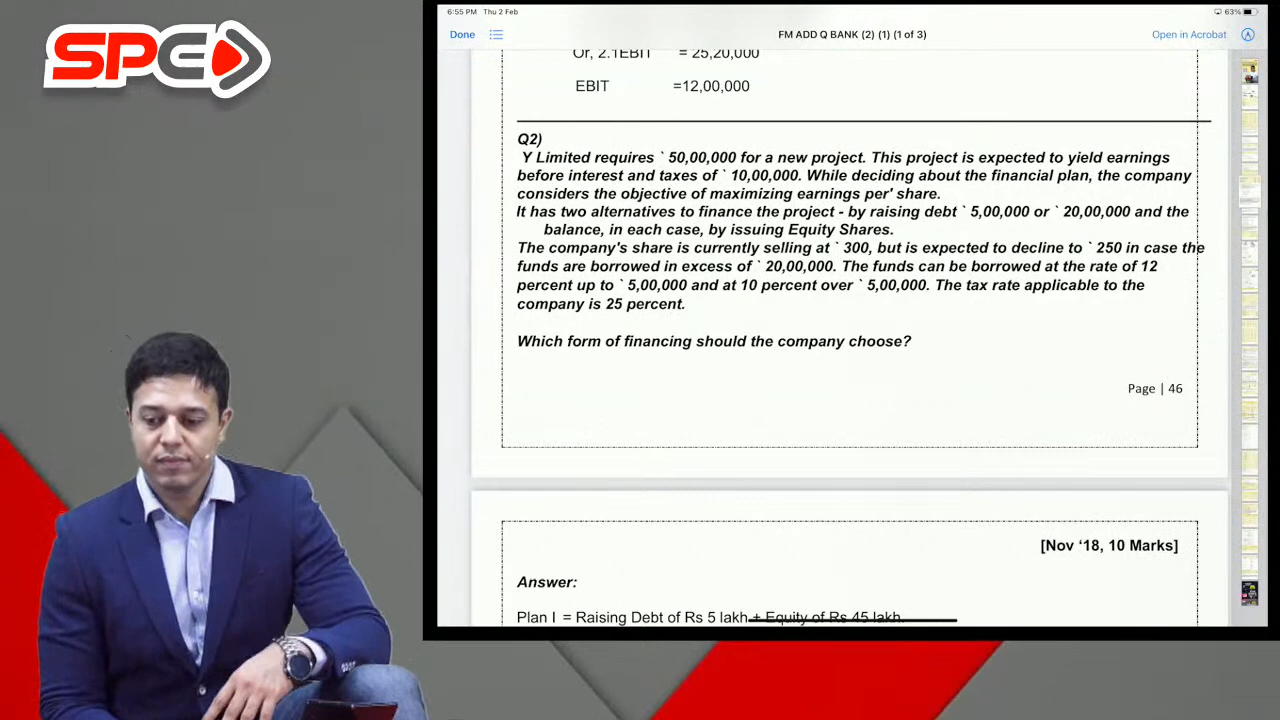 SPC
6:55 PM Thu 2 Feb
63%
Done
FM ADD Q BANK (2) (1) (1 of 3)
Open in Acrobat
Or, 2.1EBIT = 25,20,000
EBIT =12,00,000
Q2)
Y Limited requires ` 50,00,000 for a new project. This project is expected to yield earnings
before interest and taxes of ` 10,00,000. While deciding about the financial plan, the company
considers the objective of maximizing earnings per' share.
It has two alternatives to finance the project - by raising debt ` 5,00,000 or ` 20,00,000 and the
balance, in each case, by issuing Equity Shares.
The company's share is currently selling at ` 300, but is expected to decline to ` 250 in case the
funds are borrowed in excess of ` 20,00,000. The funds can be borrowed at the rate of 12
percent up to ` 5,00,000 and at 10 percent over ` 5,00,000. The tax rate applicable to the
company is 25 percent.
Which form of financing should the company choose?
Page | 46
[Nov ‘18, 10 Marks]
Answer:
Plan I = Raising Debt of Rs 5 lakh + Equity of Rs 45 lakh.